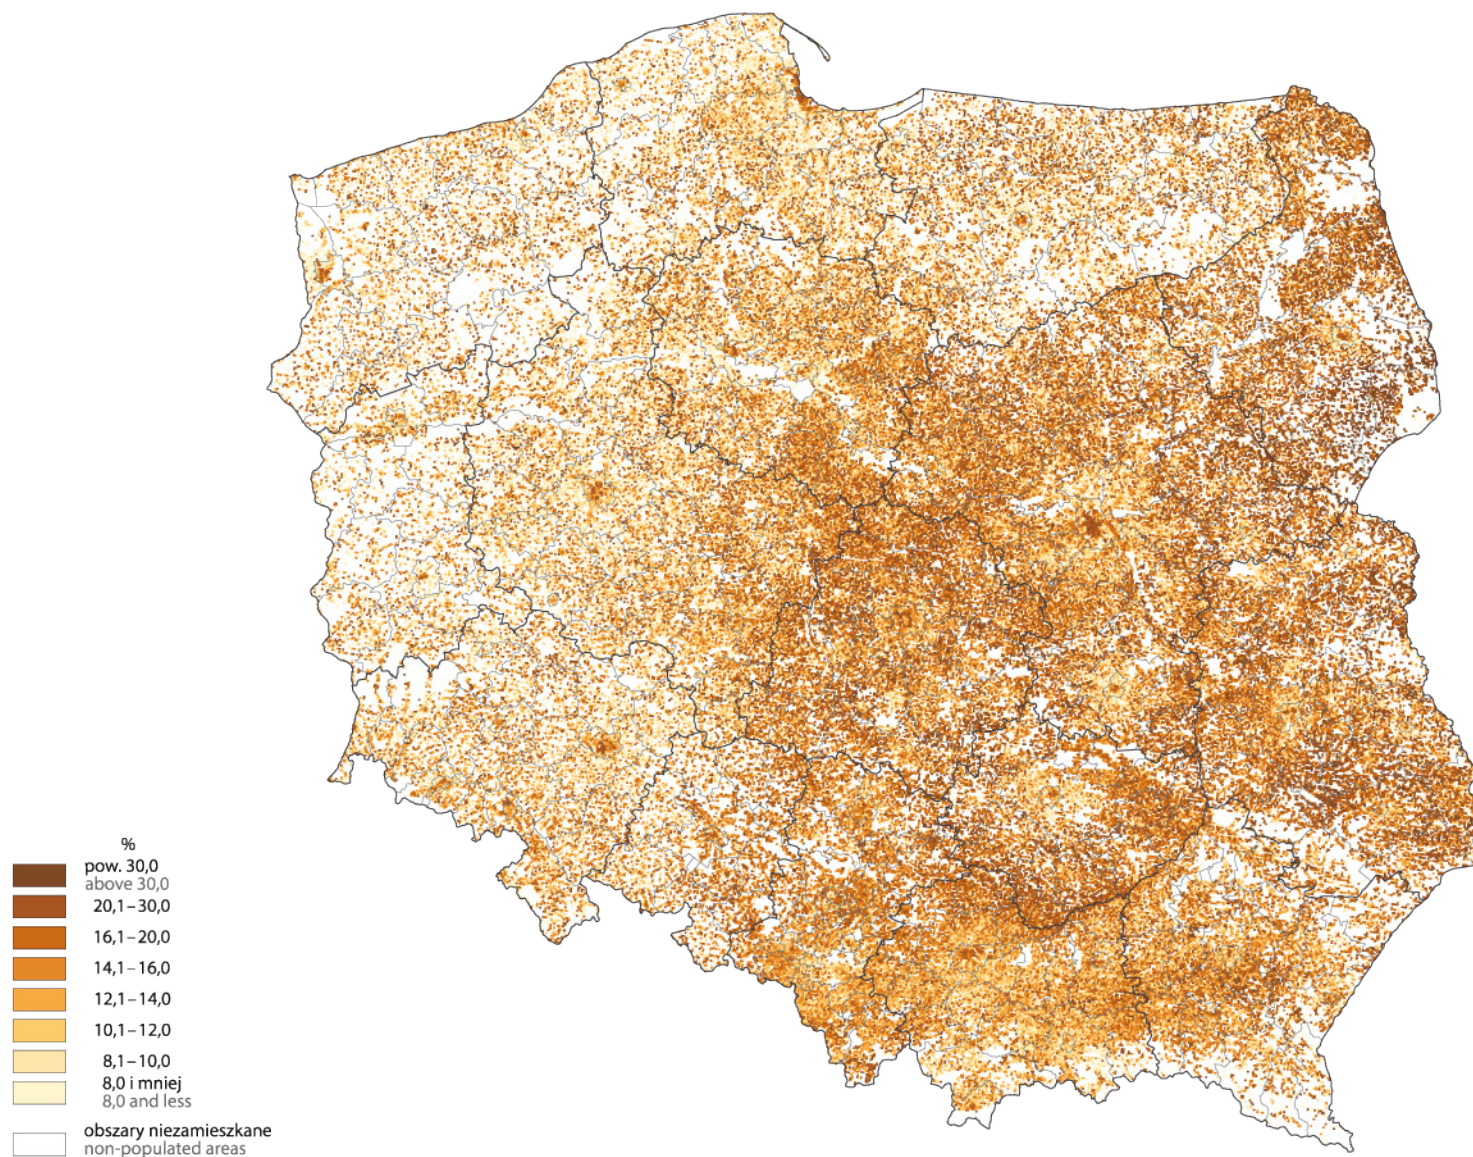 %
pow. 30,0
above 30,0
20,1–30,0
16,1–20,0
14,1–16,0
12,1–14,0
10,1–12,0
8,1–10,0
8,0 i mniej
8,0 and less
obszary niezamieszkane
non-populated areas